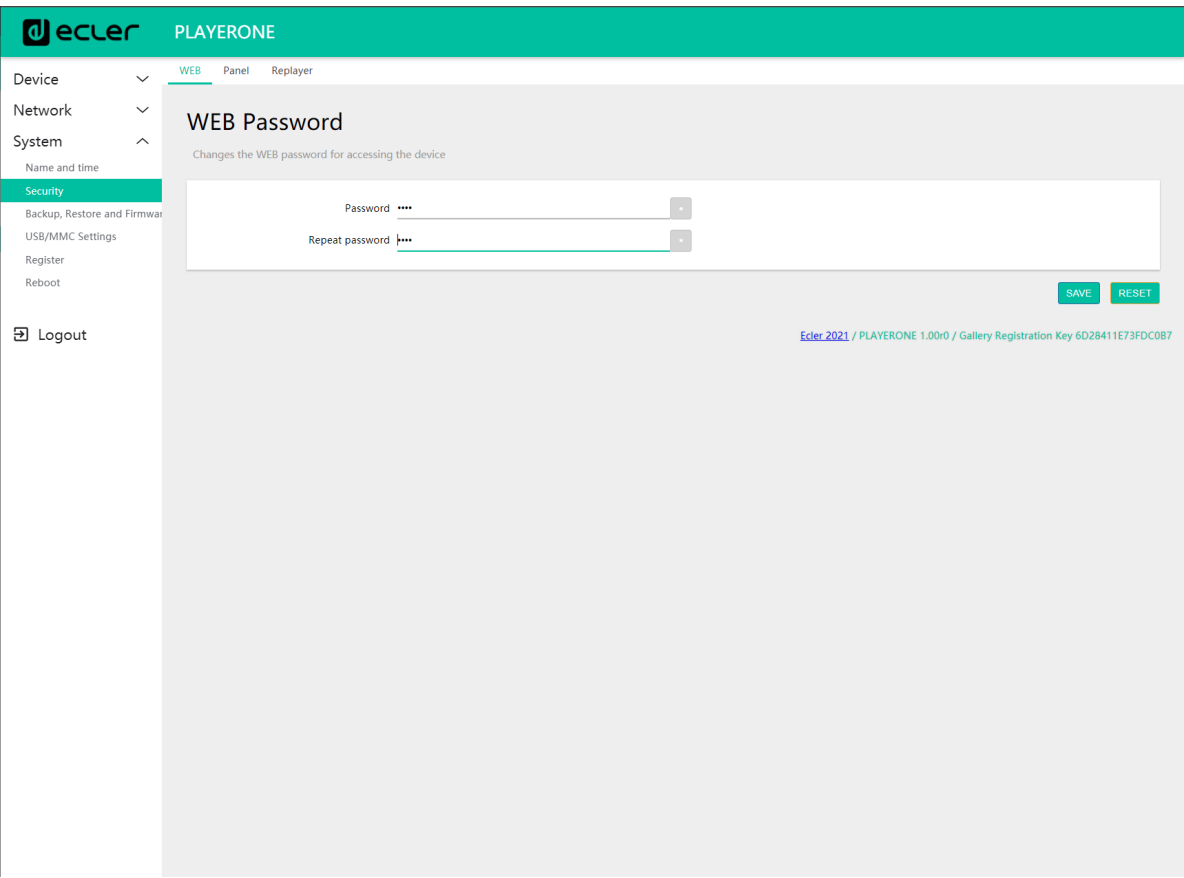 ecler PLAYERONE
WEB Panel Replayer
Device
Network
System
Name and time
Security
Backup, Restore and Firmwar
USB/MMC Settings
Register
Reboot
Logout
WEB Password
Changes the WEB password for accessing the device
Password ••••
Repeat password ••••
SAVE RESET
Ecler 2021 / PLAYERONE 1.00r0 / Gallery Registration Key 6D28411E73FDC0B7